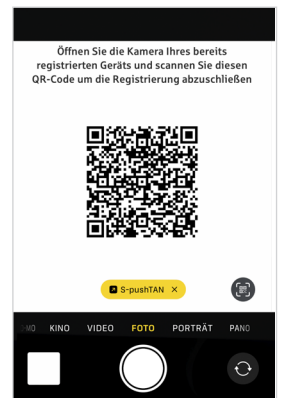 Öffnen Sie die Kamera Ihres bereits
registrierten Geräts und scannen Sie diesen
QR-Code um die Registrierung abzuschließen
S-pushTAN ×
KINO VIDEO FOTO PORTRÄT PANO